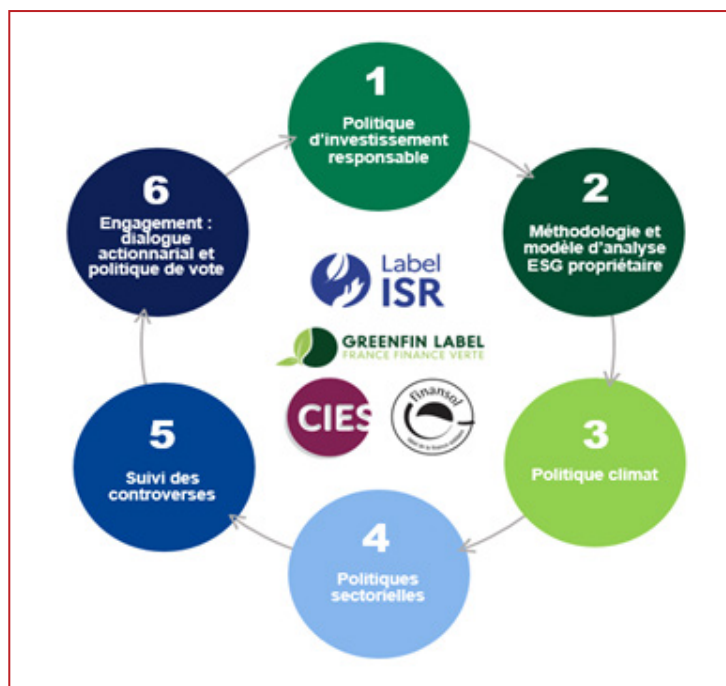 1
Politique
d'investissement
responsable
2
Méthodologie et
modèle d'analyse
ESG propriétaire
3
Politique climat
4
Politiques
sectorielles
5
Suivi des
controverses
6
Engagement :
dialogue
actionnarial et
politique de vote
Label
ISR
GREENFIN LABEL
FRANCE FINANCE VERTE
CIES
finansol